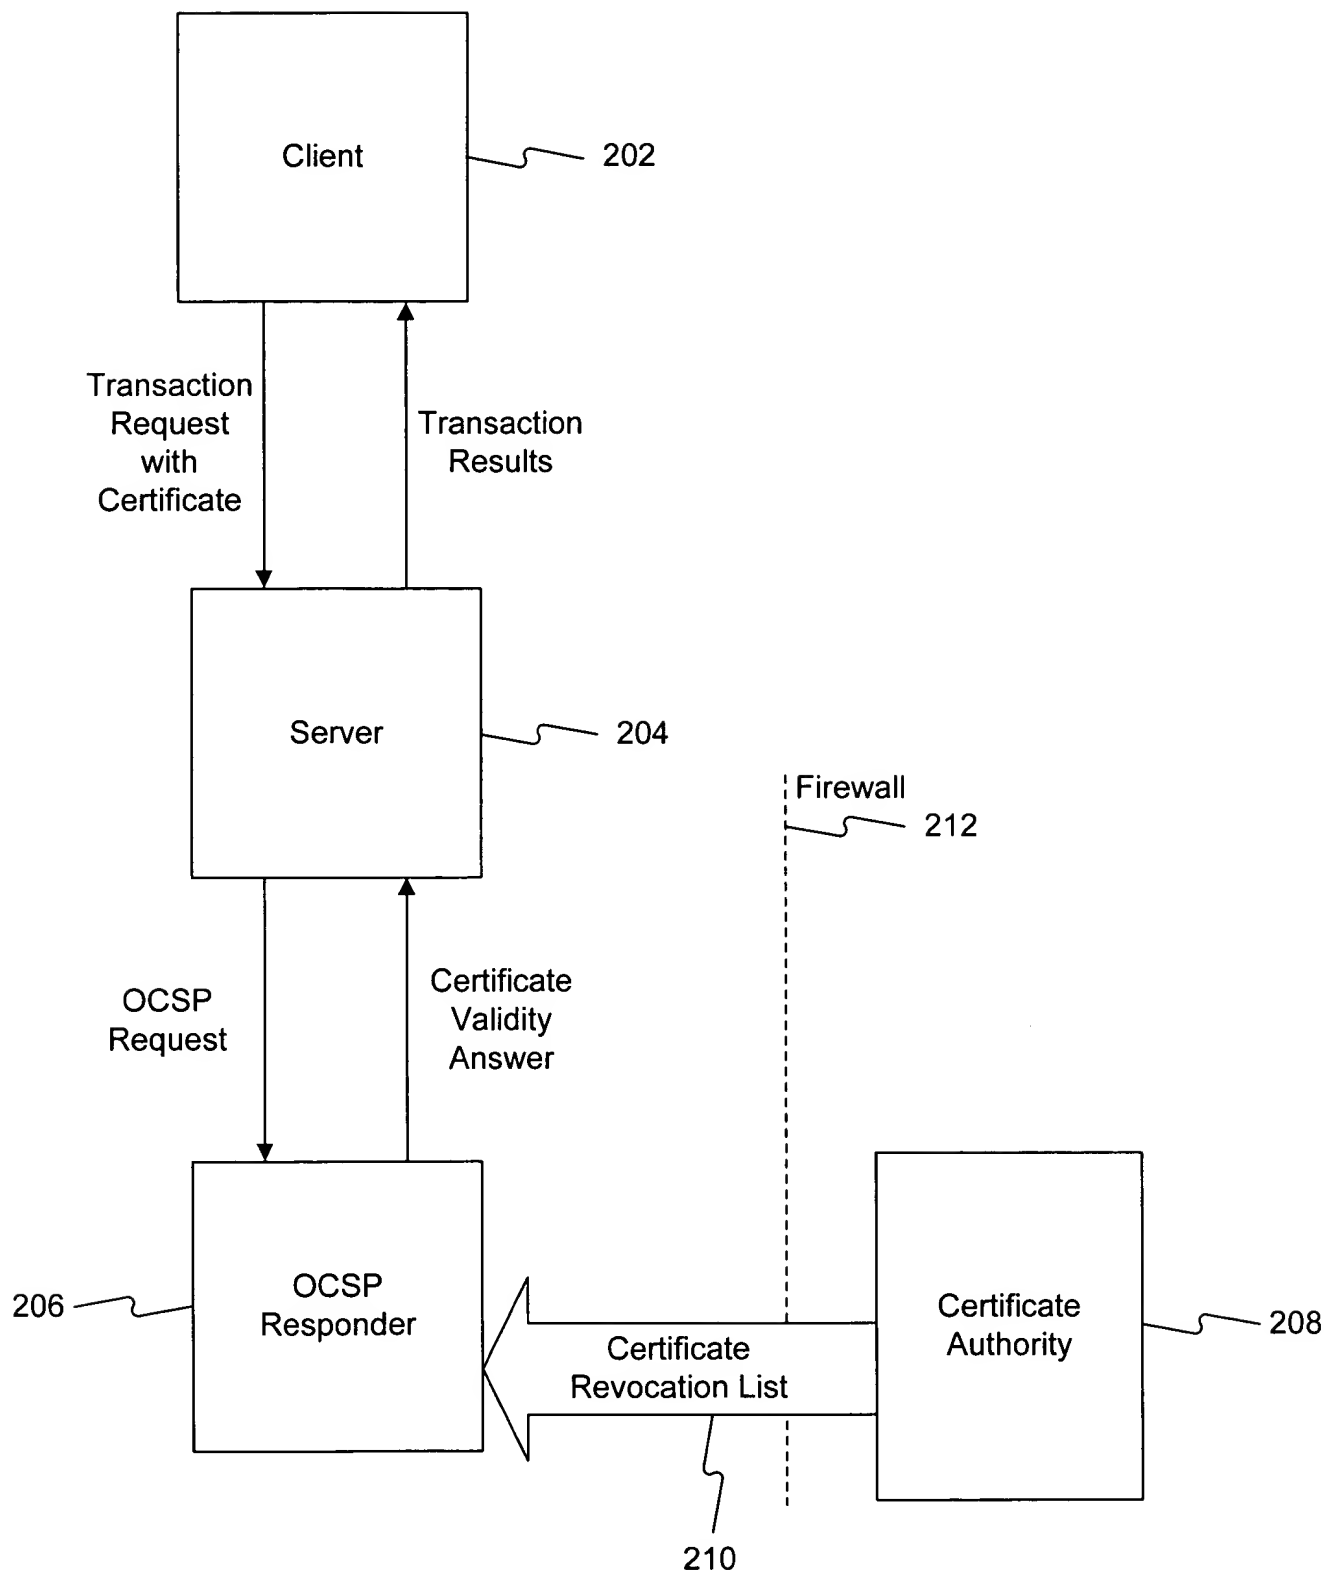 Client
202
Transaction
Request
with
Certificate
Transaction
Results
Server
204
Firewall
212
OCSP
Request
Certificate
Validity
Answer
OCSP
Responder
206
Certificate
Revocation List
210
Certificate
Authority
208